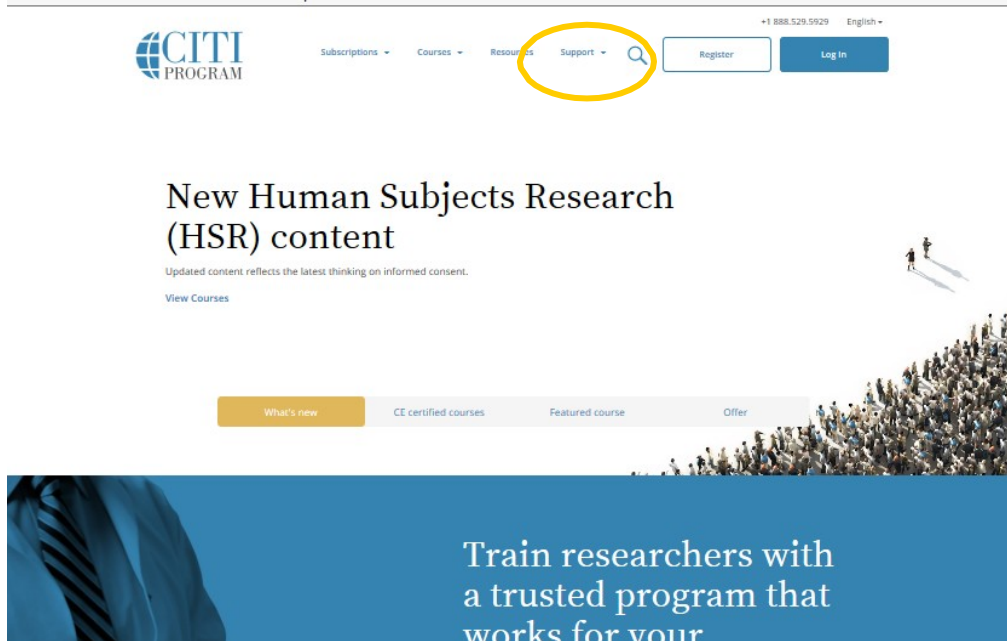 +1 888.529.5929 English
CITI
PROGRAM
Subscriptions Courses Resources Support Register Log In
New Human Subjects Research
(HSR) content
Updated content reflects the latest thinking on informed consent.
View Courses
What's new CE certified courses Featured course Offer
Train researchers with
a trusted program that
works for your